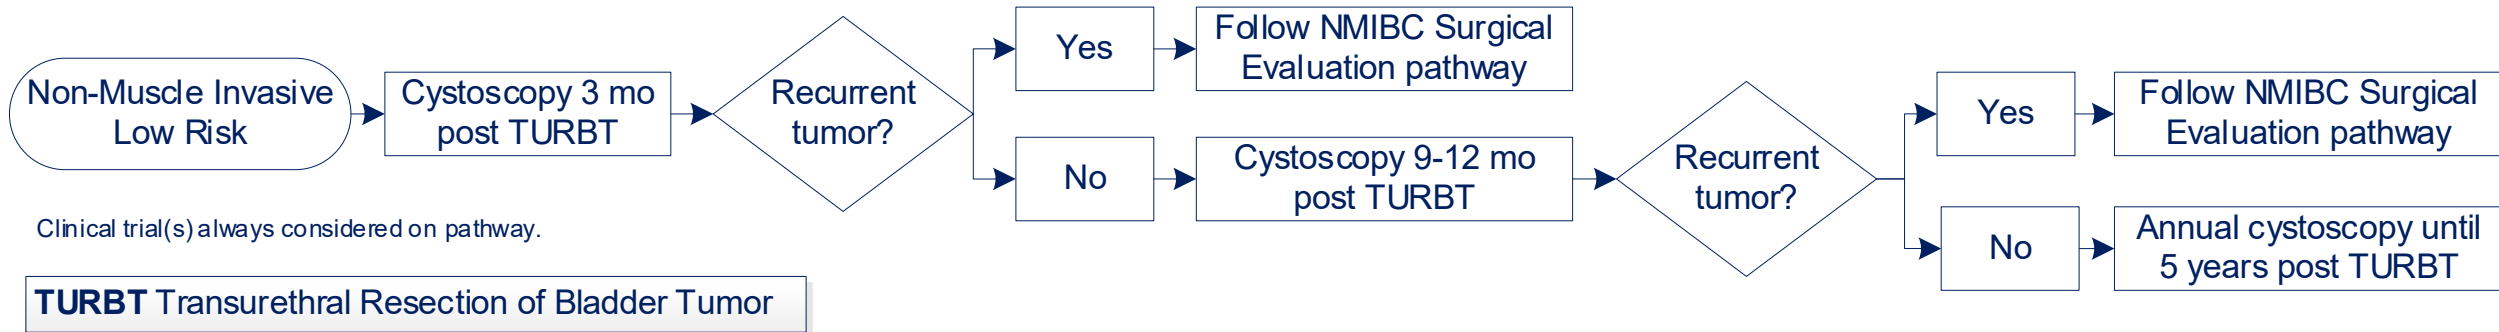 Non-Muscle Invasive
Low Risk
Cystoscopy 3 mo
post TURBT
Recurrent
tumor?
Yes
Follow NMIBC Surgical
Evaluation pathway
No
Cystoscopy 9-12 mo
post TURBT
Recurrent
tumor?
Yes
Follow NMIBC Surgical
Evaluation pathway
No
Annual cystoscopy until
5 years post TURBT
Clinical trial(s) always considered on pathway.
TURBT Transurethral Resection of Bladder Tumor